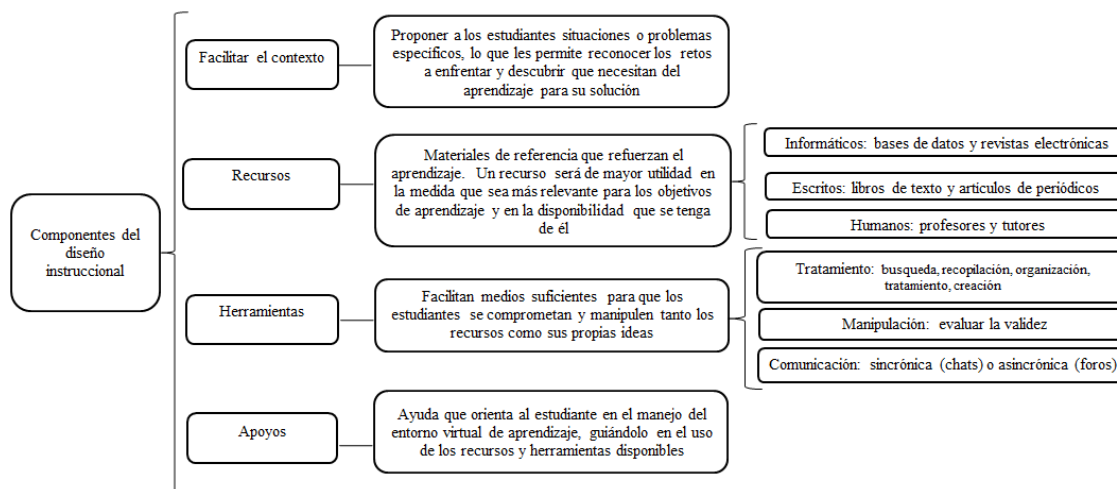 Componentes del
diseño
instruccional
Facilitar el contexto
Proponer a los estudiantes situaciones o problemas
específicos, lo que les permite reconocer los retos
a enfrentar y descubrir que necesitan del
aprendizaje para su solución
Recursos
Materiales de referencia que refuerzan el
aprendizaje. Un recurso será de mayor utilidad en
la medida que sea más relevante para los objetivos
de aprendizaje y en la disponibilidad que se tenga
de él
Informáticos: bases de datos y revistas electrónicas
Escritos: libros de texto y artículos de periódicos
Humanos: profesores y tutores
Herramientas
Facilitan medios suficientes para que los
estudiantes se comprometan y manipulen tanto los
recursos como sus propias ideas
Tratamiento: busqueda, recopilación, organización,
tratamiento, creación
Manipulación: evaluar la validez
Comunicación: sincrónica (chats) o asincrónica (foros)
Apoyos
Ayuda que orienta al estudiante en el manejo del
entorno virtual de aprendizaje, guiándolo en el uso
de los recursos y herramientas disponibles